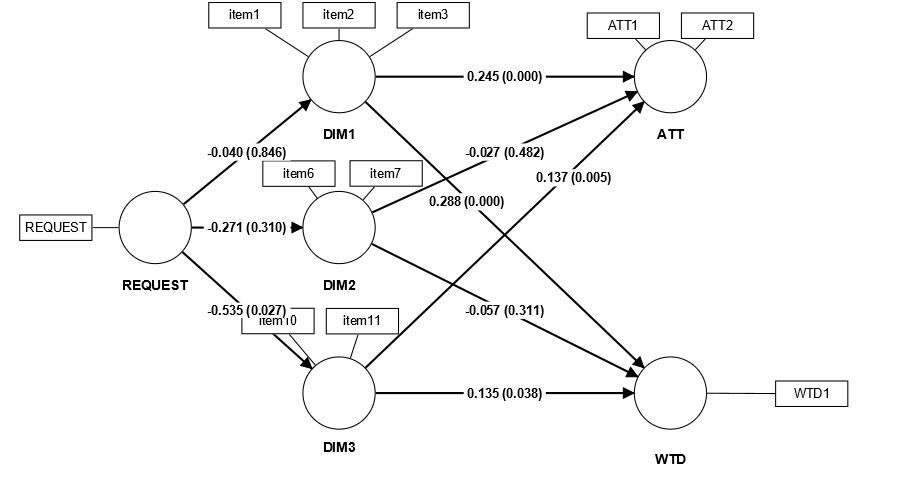 item1
item2
item3
ATT1
ATT2
0.245 (0.000)
DIM1
ATT
-0.040 (0.846)
-0.027 (0.482)
item6
item7
0.137 (0.005)
0.288 (0.000)
REQUEST
-0.271 (0.310)
REQUEST
DIM2
-0.535 (0.027)
-0.057 (0.311)
item10
item11
0.135 (0.038)
WTD1
DIM3
WTD